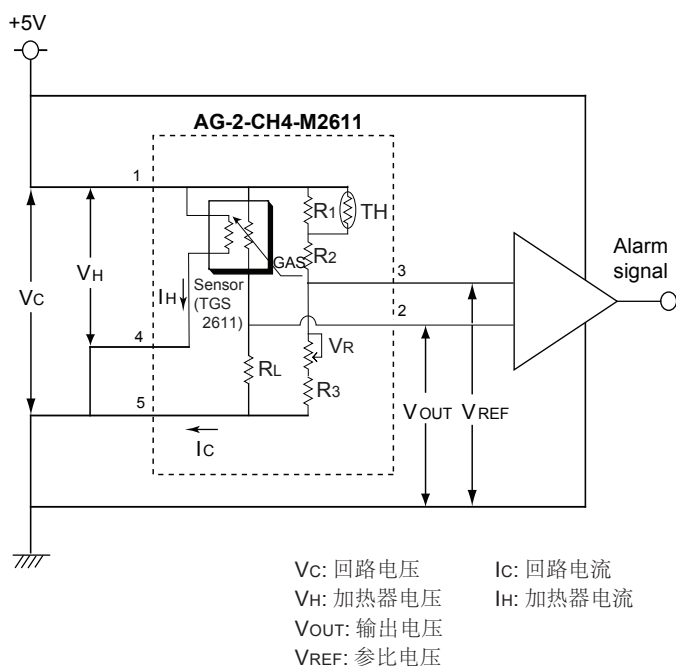 +5V
AG-2-CH4-M2611
1
R1
TH
R2
GAS
Sensor
(TGS
2611)
IH
VH
VC
3
2
4
VR
RL
R3
5
IC
VOUT
VREF
Alarm
signal
VC: 回路电压
IC: 回路电流
VH: 加热器电压
IH: 加热器电流
VOUT: 输出电压
VREF: 参比电压